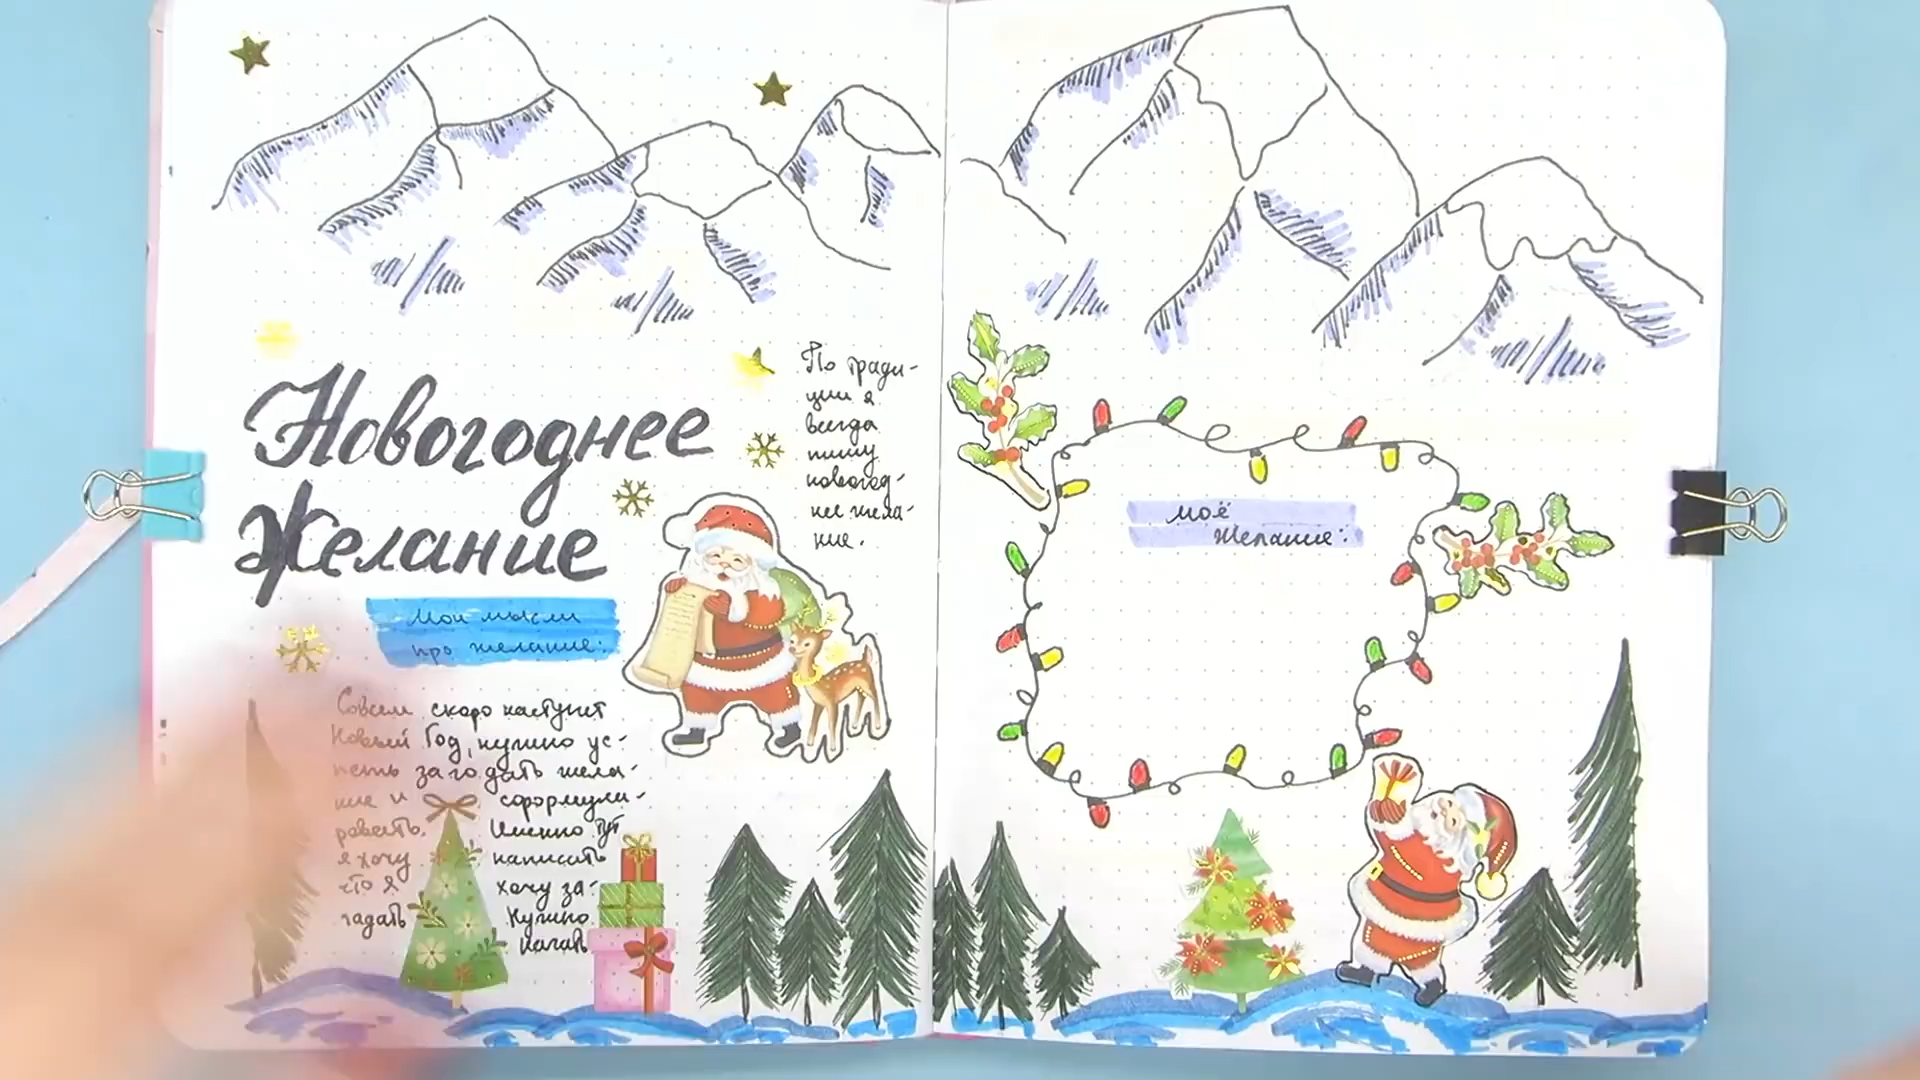 Новогоднее
Желание
По тради-
ции я
всегда
пишу
новогод-
нее жела-
ние.
Мои мысли
про желание:
Совсем скоро наступит
Новый Год, нужно ус-
петь загадать жела-
ние и сформули-
ровать. Именно тут
я хочу написать
что я хочу за-
гадать Нужно
начав
моё
желание: